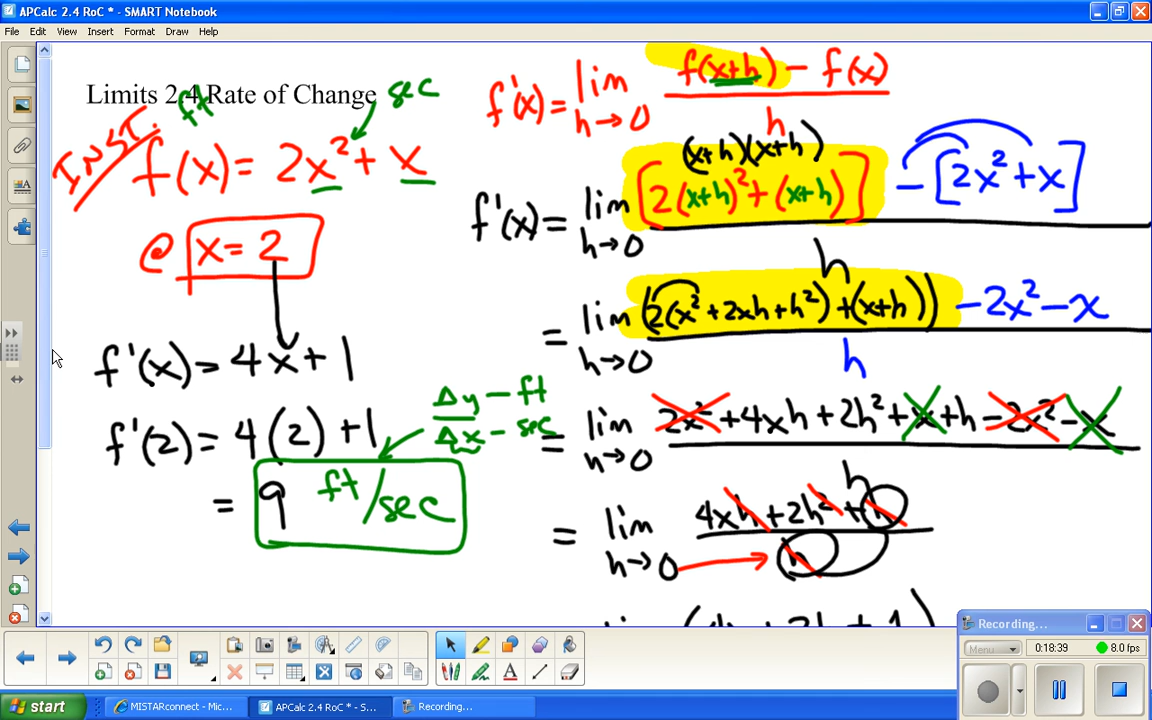 APCalc 2.4 RoC * - SMART Notebook
File Edit View Insert Format Draw Help
Limits 2.4 Rate of Change
INST.
ft
sec
f(x) = 2x² + x
@ x = 2
f'(x) = 4x + 1
f'(2) = 4(2) + 1
= 9 ft/sec
Δy - ft
Δx - sec
f'(x) = lim h→0 f(x+h) - f(x) / h
(x+h)(x+h)
f'(x) = lim h→0 [2(x+h)² + (x+h)] - [2x² + x] / h
= lim h→0 (2(x² + 2xh + h²) + (x+h)) - 2x² - x / h
= lim h→0 2x² + 4xh + 2h² + x + h - 2x² - x / h
= lim h→0 4xh + 2h² + h / h
lim (4x + 2h + 1)
Recording...
Menu
0:18:39
8.0 fps
start
MISTARconnect - Mic...
APCalc 2.4 RoC * - S...
Recording...